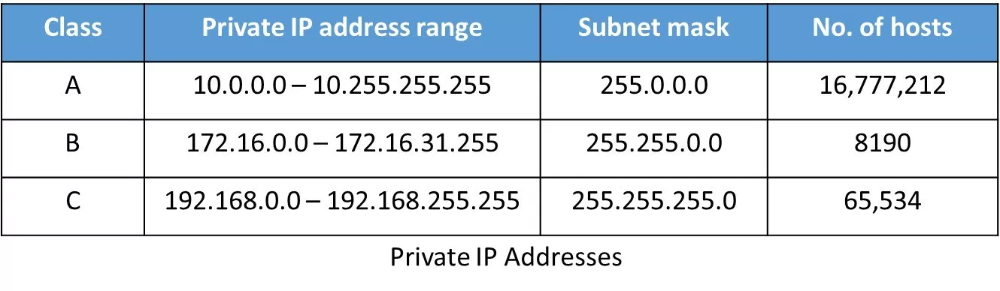 Class Private IP address range Subnet mask No. of hosts
A 10.0.0.0 – 10.255.255.255 255.0.0.0 16,777,212
B 172.16.0.0 – 172.16.31.255 255.255.0.0 8190
C 192.168.0.0 – 192.168.255.255 255.255.255.0 65,534
Private IP Addresses